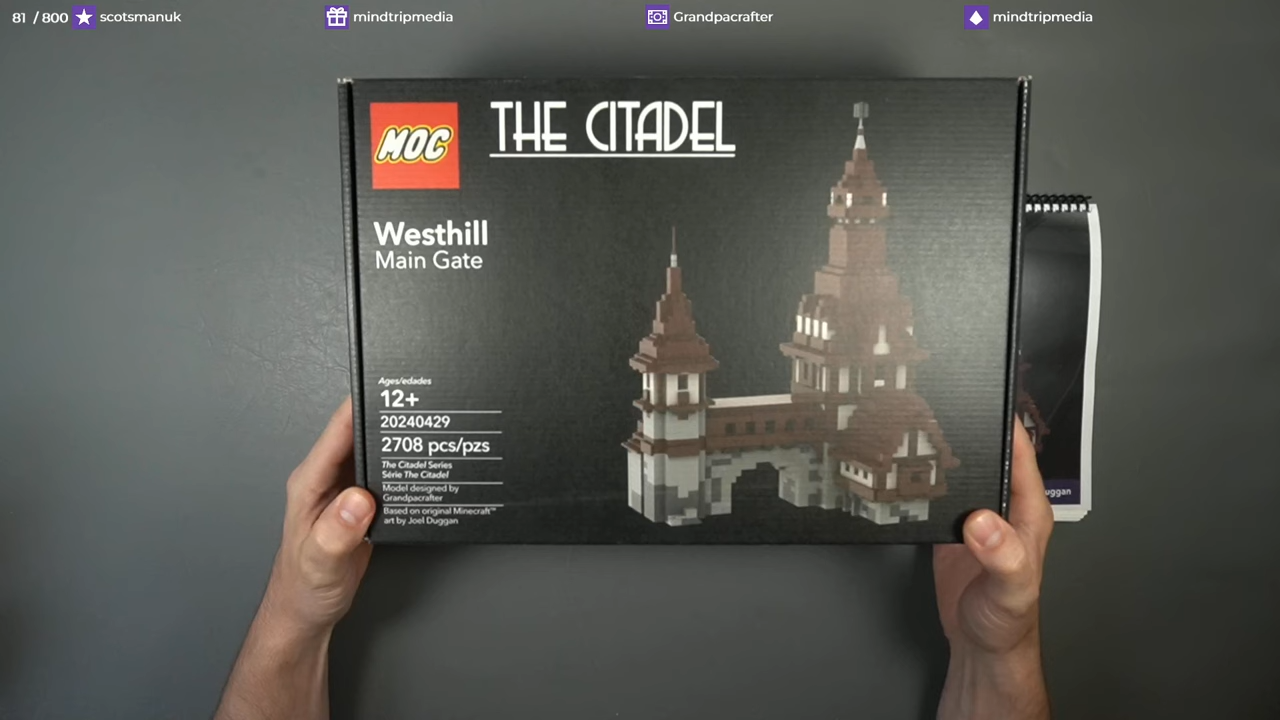 81 / 800 scotsmanuk mindtripmedia Grandpacrafter mindtripmedia
MOC
THE CITADEL
Westhill
Main Gate
Ages/edades
12+
20240429
2708 pcs/pzs
The Citadel Series
Série The Citadel
Model designed by
Grandpacrafter
Based on original Minecraft™
art by Joel Duggan
uggan